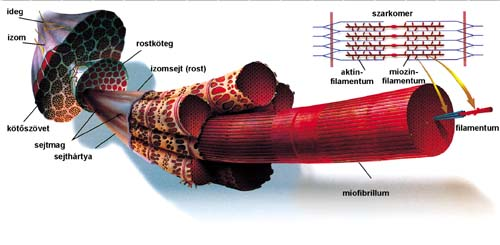 ideg
izom
rostköteg
izomsejt (rost)
kötőszövet
sejtmag
sejthártya
szarkomer
aktin-
filamentum
miozin-
filamentum
filamentum
miofibrillum